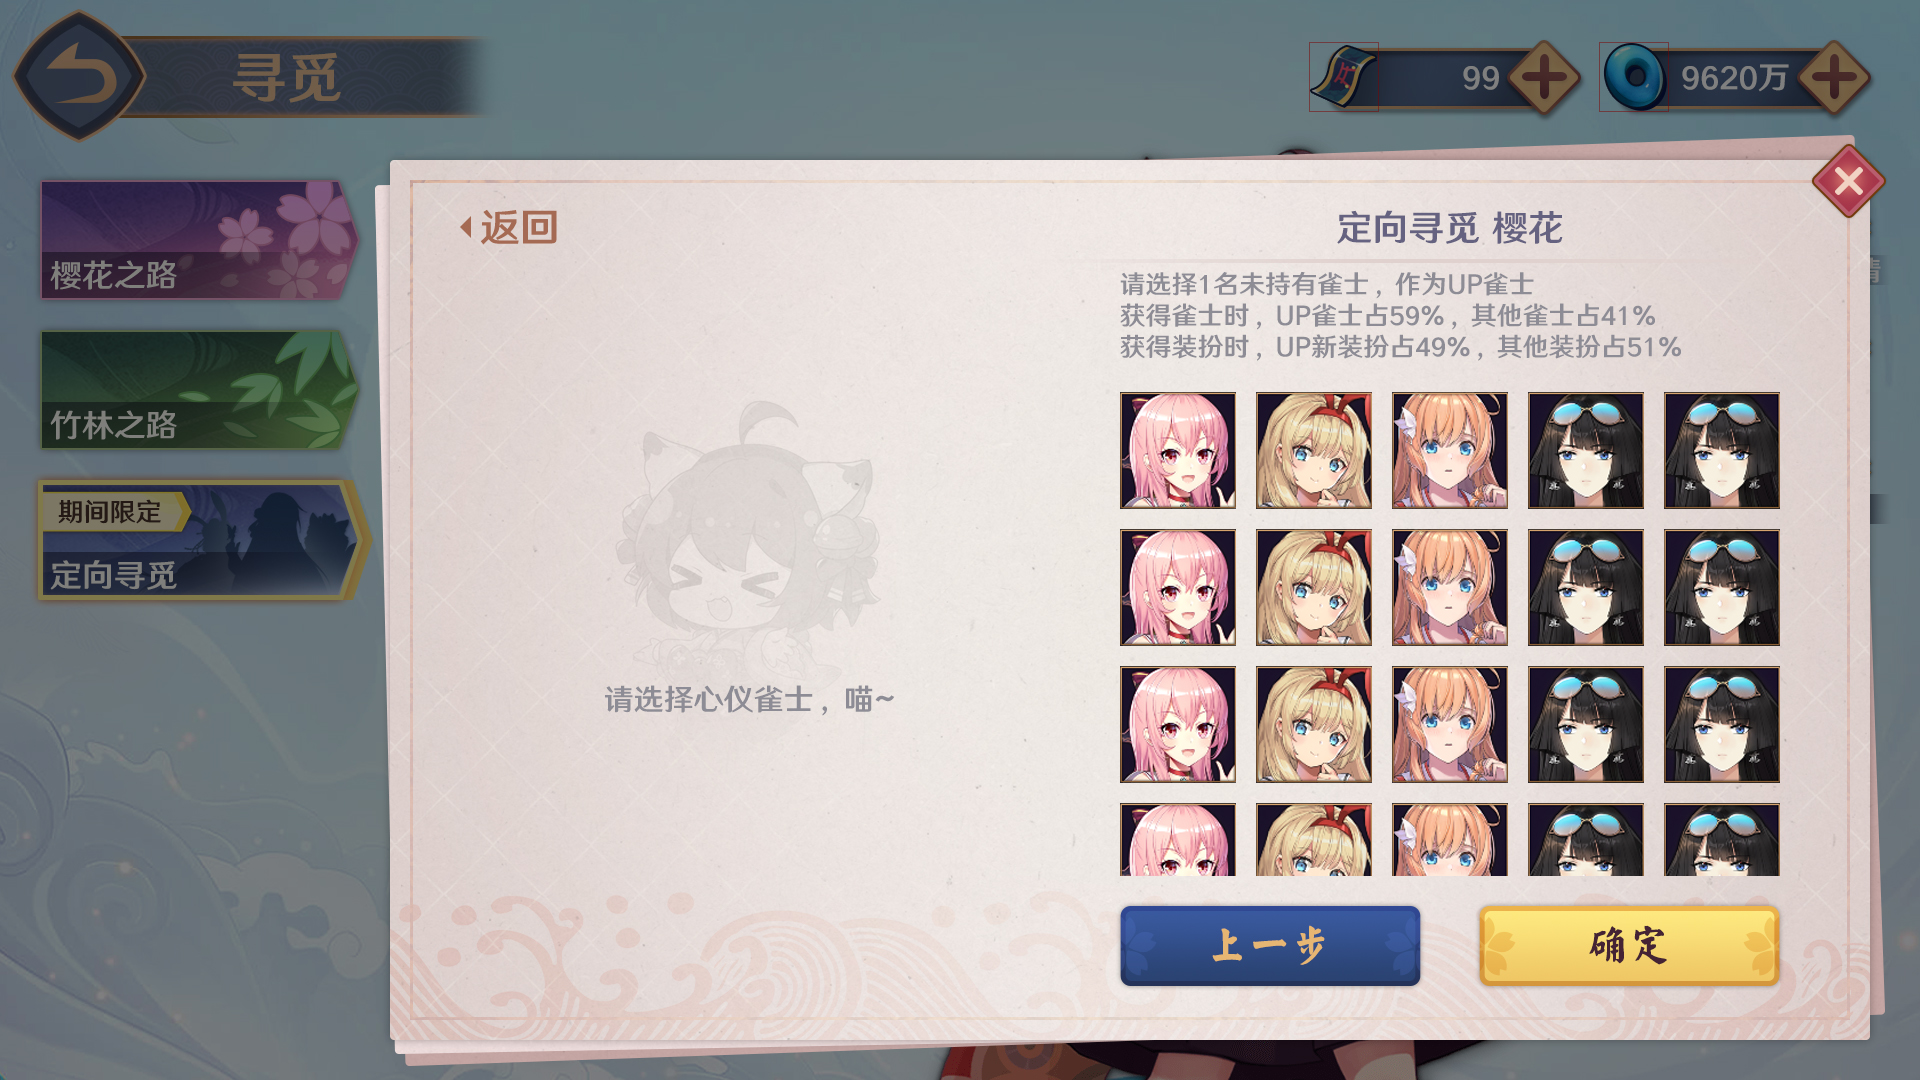 寻觅
99
9620万
樱花之路
竹林之路
期间限定
定向寻觅
返回
定向寻觅 樱花
请选择1名未持有雀士，作为UP雀士
获得雀士时，UP雀士占59%，其他雀士占41%
获得装扮时，UP新装扮占49%，其他装扮占51%
请选择心仪雀士，喵~
上一步
确定